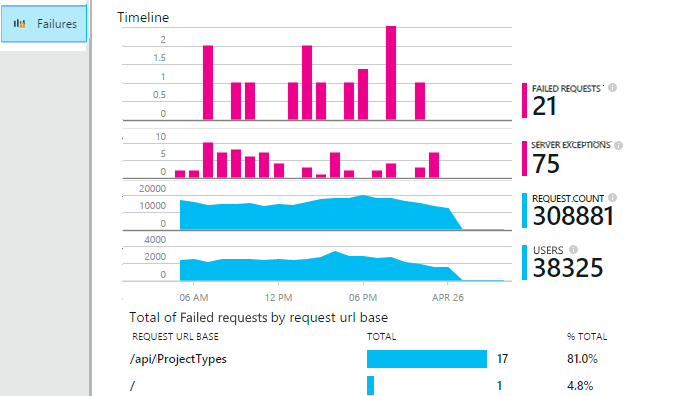 Failures
Timeline
2
1.5
1
0.5
0
FAILED REQUESTS
21
10
5
0
SERVER EXCEPTIONS
75
20000
10000
0
REQUEST.COUNT
308881
4000
2000
0
USERS
38325
06 AM 12 PM 06 PM APR 26
Total of Failed requests by request url base
REQUEST URL BASE TOTAL % TOTAL
/api/ProjectTypes 17 81.0%
/ 1 4.8%